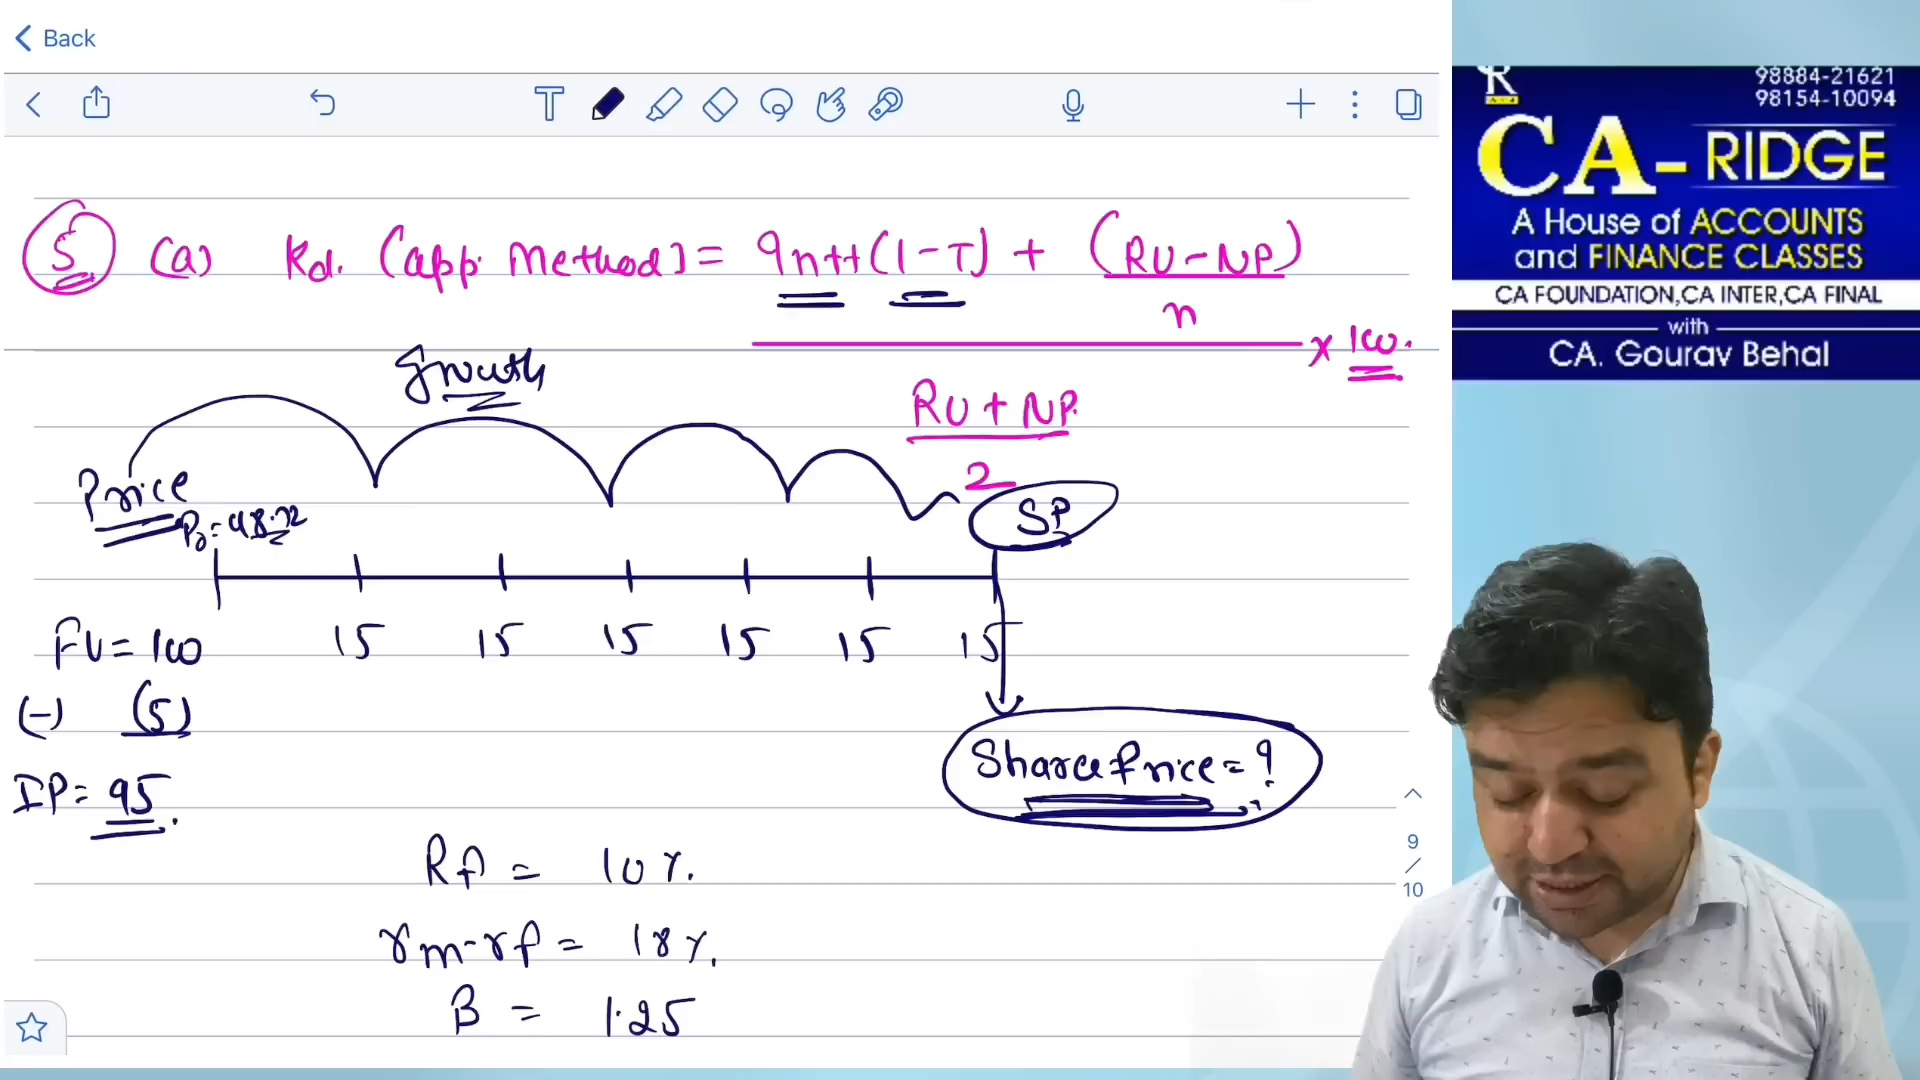 Back
T
5 (a) Kd. (app. Method) = Int (1-T) + (RV-NP)
n
x 100.
Growth
RV + NP
2
Price
P0 = 48.72
SP
FV = 100 15 15 15 15 15 15
(-) (5)
Share Price = ?
IP = 95.
Rf = 10%.
rm-rf = 18%.
B = 1.25
9
/
10
R
98884-21621
98154-10094
CA- RIDGE
A House of ACCOUNTS
and FINANCE CLASSES
CA FOUNDATION, CA INTER, CA FINAL
with
CA. Gourav Behal